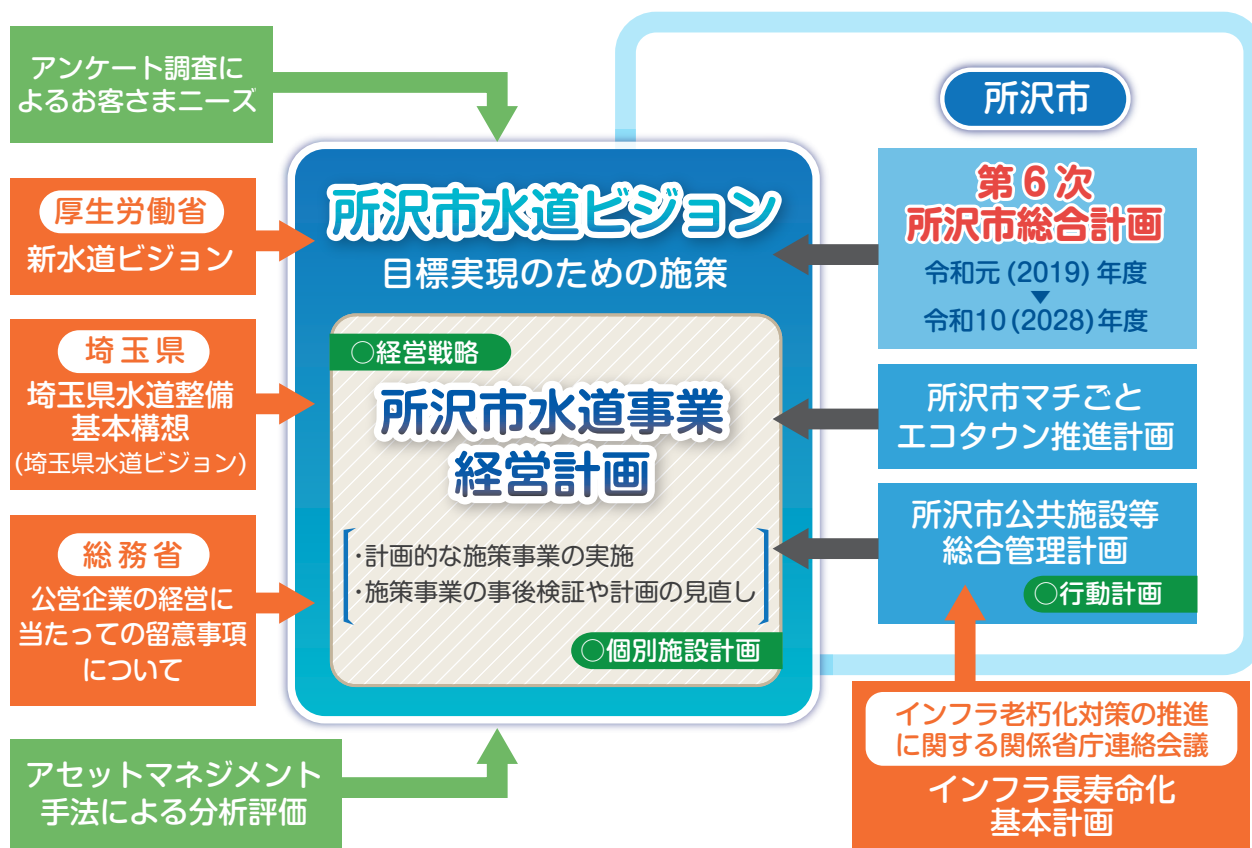 アンケート調査に
よるお客さまニーズ
厚生労働省
新水道ビジョン
埼玉県
埼玉県水道整備
基本構想
(埼玉県水道ビジョン)
総務省
公営企業の経営に
当たっての留意事項
について
アセットマネジメント
手法による分析評価
所沢市水道ビジョン
目標実現のための施策
○経営戦略
所沢市水道事業
経営計画
・計画的な施策事業の実施
・施策事業の事後検証や計画の見直し
○個別施設計画
所沢市
第6次
所沢市総合計画
令和元(2019)年度
▼
令和10(2028)年度
所沢市マチごと
エコタウン推進計画
所沢市公共施設等
総合管理計画
○行動計画
インフラ老朽化対策の推進
に関する関係省庁連絡会議
インフラ長寿命化
基本計画